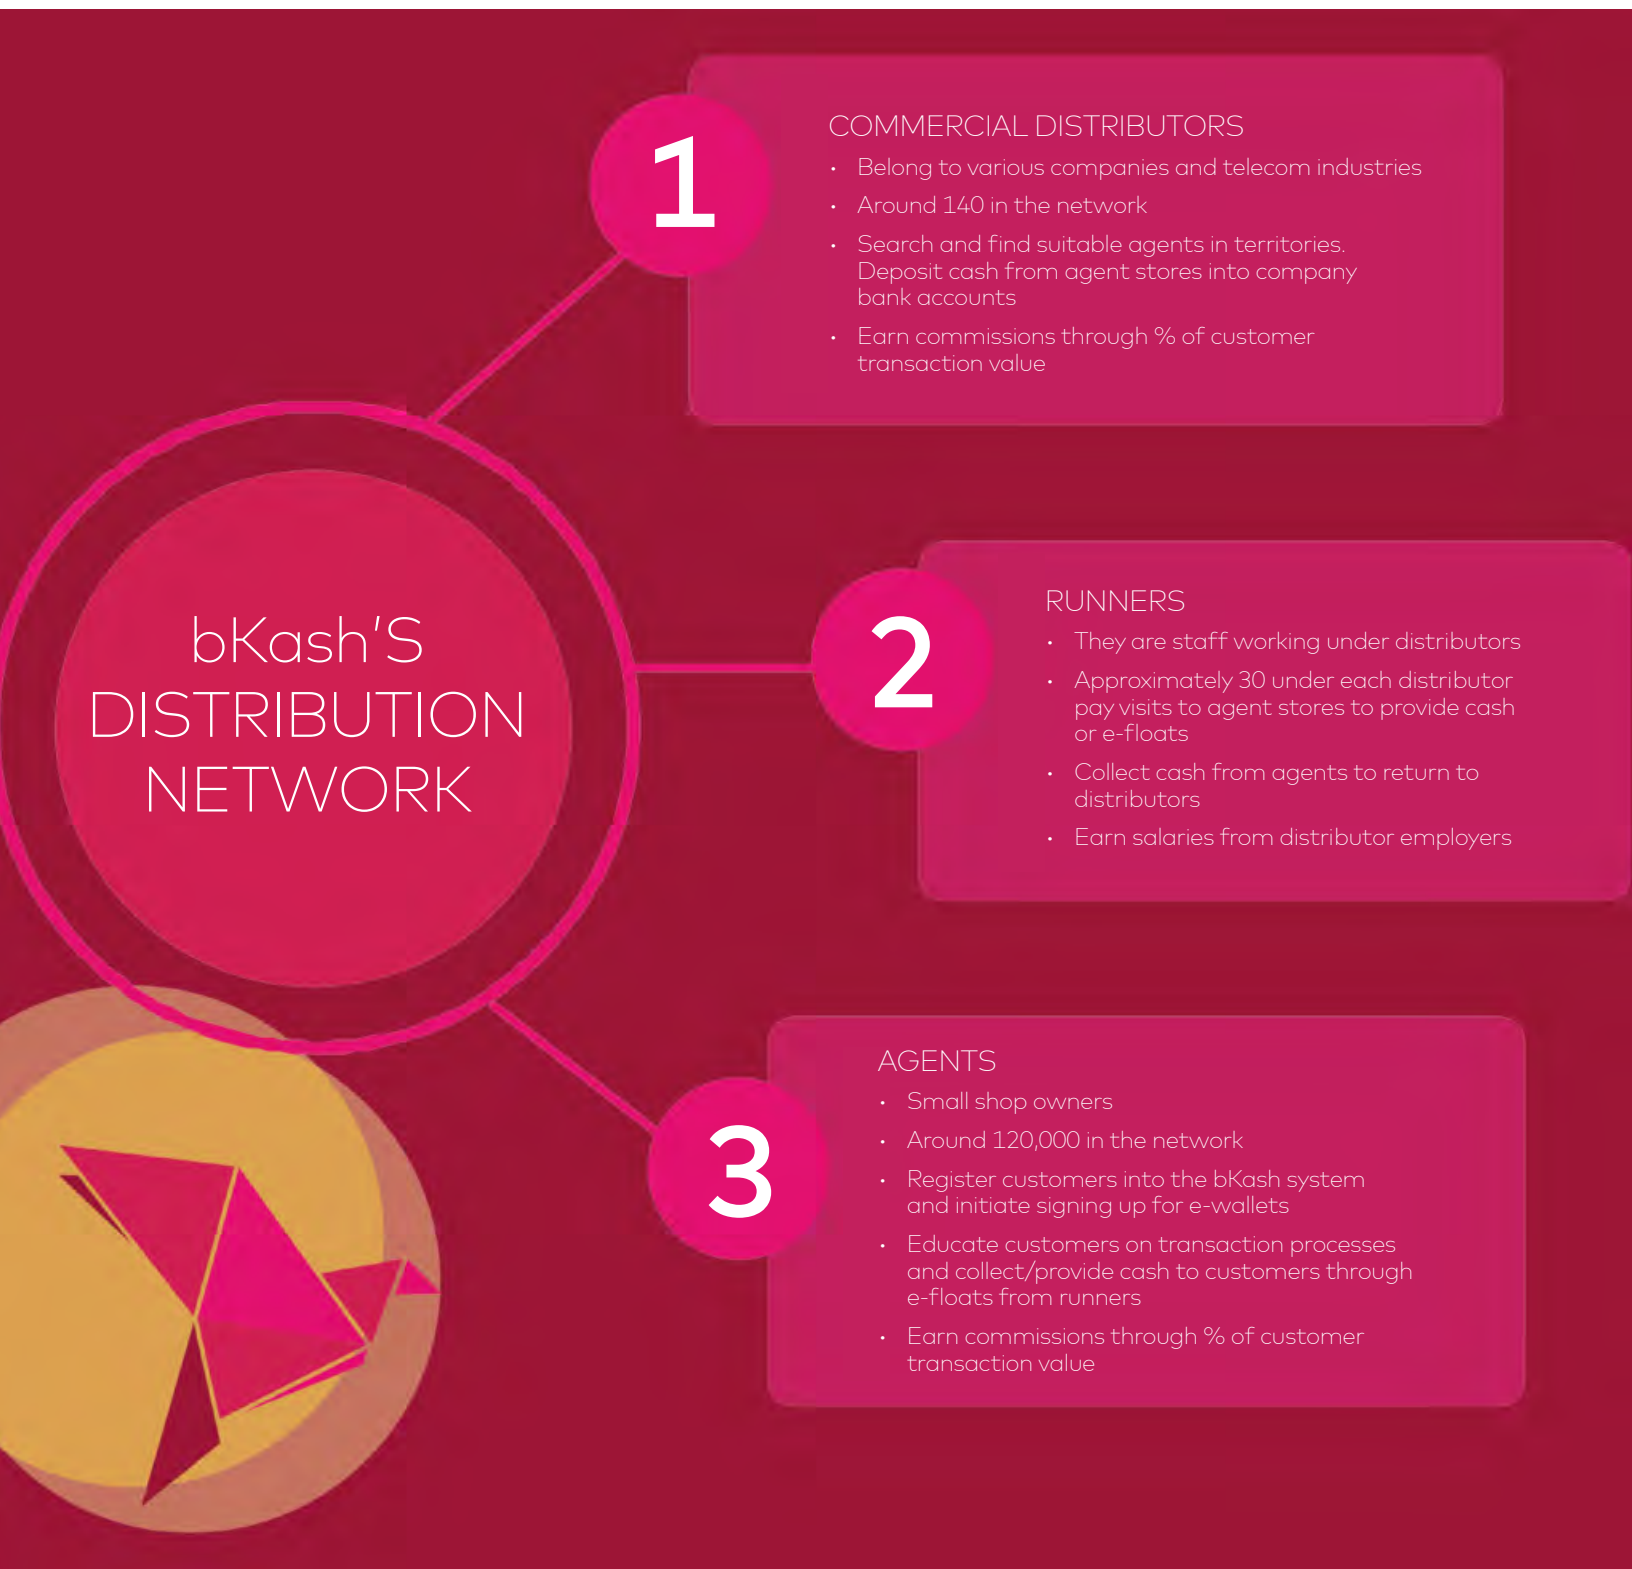 bKash'S
DISTRIBUTION
NETWORK
1
COMMERCIAL DISTRIBUTORS
• Belong to various companies and telecom industries
• Around 140 in the network
• Search and find suitable agents in territories.
Deposit cash from agent stores into company
bank accounts
• Earn commissions through % of customer
transaction value
2
RUNNERS
• They are staff working under distributors
• Approximately 30 under each distributor
pay visits to agent stores to provide cash
or e-floats
• Collect cash from agents to return to
distributors
• Earn salaries from distributor employers
3
AGENTS
• Small shop owners
• Around 120,000 in the network
• Register customers into the bKash system
and initiate signing up for e-wallets
• Educate customers on transaction processes
and collect/provide cash to customers through
e-floats from runners
• Earn commissions through % of customer
transaction value